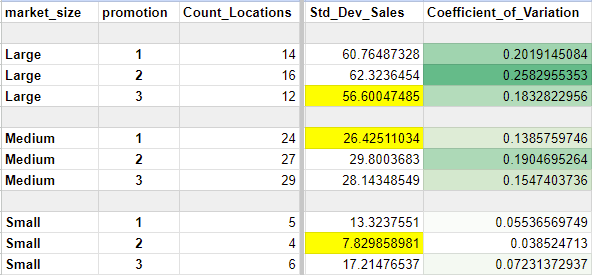 market_size promotion Count_Locations Std_Dev_Sales Coefficient_of_Variation
Large 1 14 60.76487328 0.2019145084
Large 2 16 62.3236454 0.2582955353
Large 3 12 56.60047485 0.1832822956
Medium 1 24 26.42511034 0.1385759746
Medium 2 27 29.8003683 0.1904695264
Medium 3 29 28.14348549 0.1547403736
Small 1 5 13.3237551 0.05536569749
Small 2 4 7.829858981 0.038524713
Small 3 6 17.21476537 0.07231372937